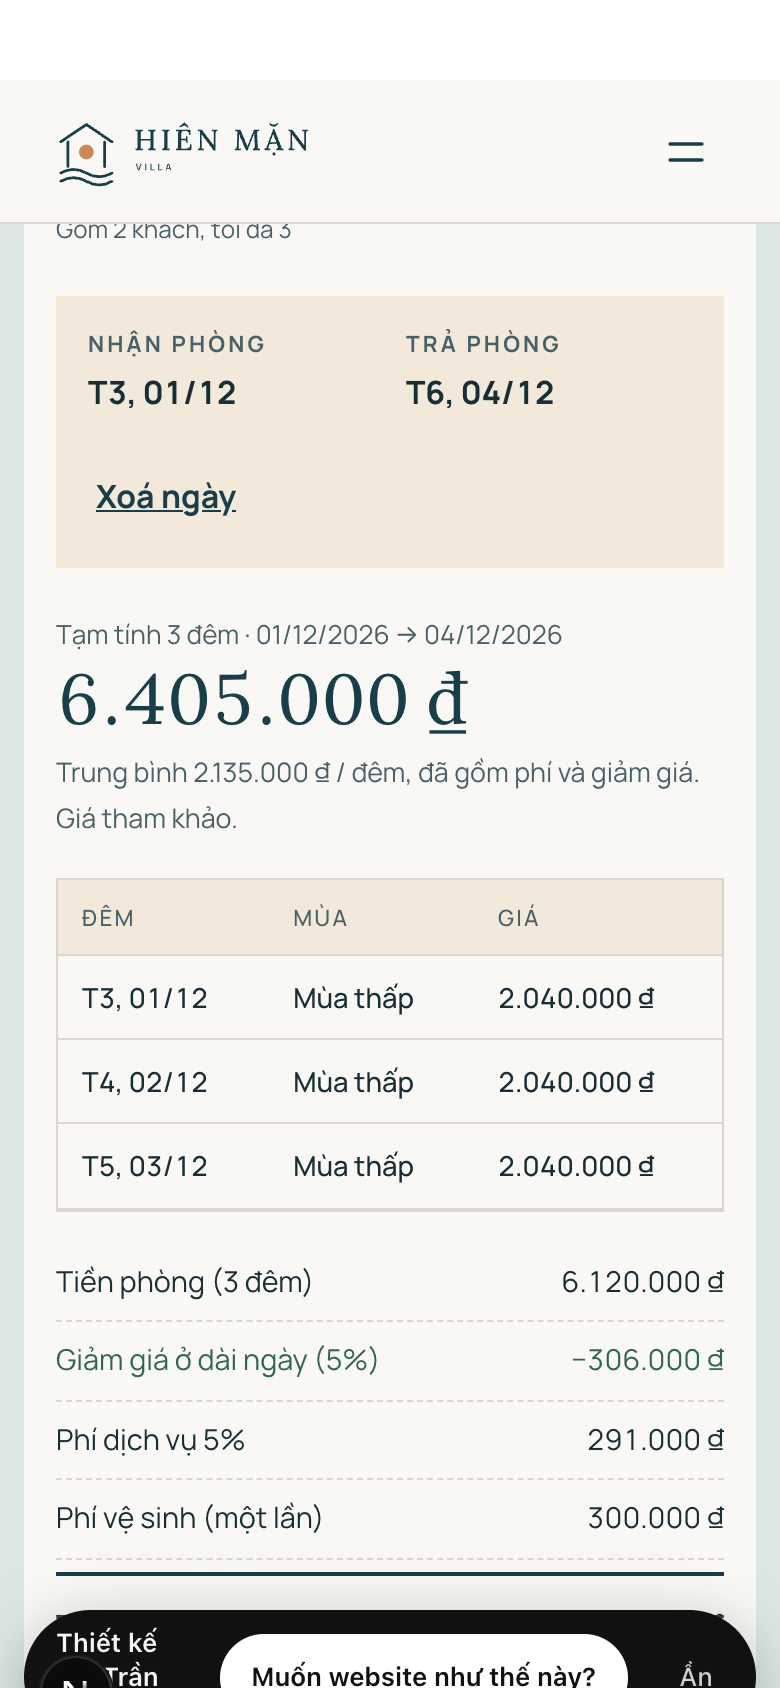 HIÊN MẶN
VILLA
Gồm 2 khách, tối đa 3
NHẬN PHÒNG
TRẢ PHÒNG
T3, 01/12
T6, 04/12
Xoá ngày
Tạm tính 3 đêm · 01/12/2026 → 04/12/2026
6.405.000 ₫
Trung bình 2.135.000 ₫ / đêm, đã gồm phí và giảm giá.
Giá tham khảo.
ĐÊM MÙA GIÁ
T3, 01/12 Mùa thấp 2.040.000 ₫
T4, 02/12 Mùa thấp 2.040.000 ₫
T5, 03/12 Mùa thấp 2.040.000 ₫
Tiền phòng (3 đêm) 6.120.000 ₫
Giảm giá ở dài ngày (5%) −306.000 ₫
Phí dịch vụ 5% 291.000 ₫
Phí vệ sinh (một lần) 300.000 ₫
Thiết kế
Trần
Muốn website như thế này?
Ẩn